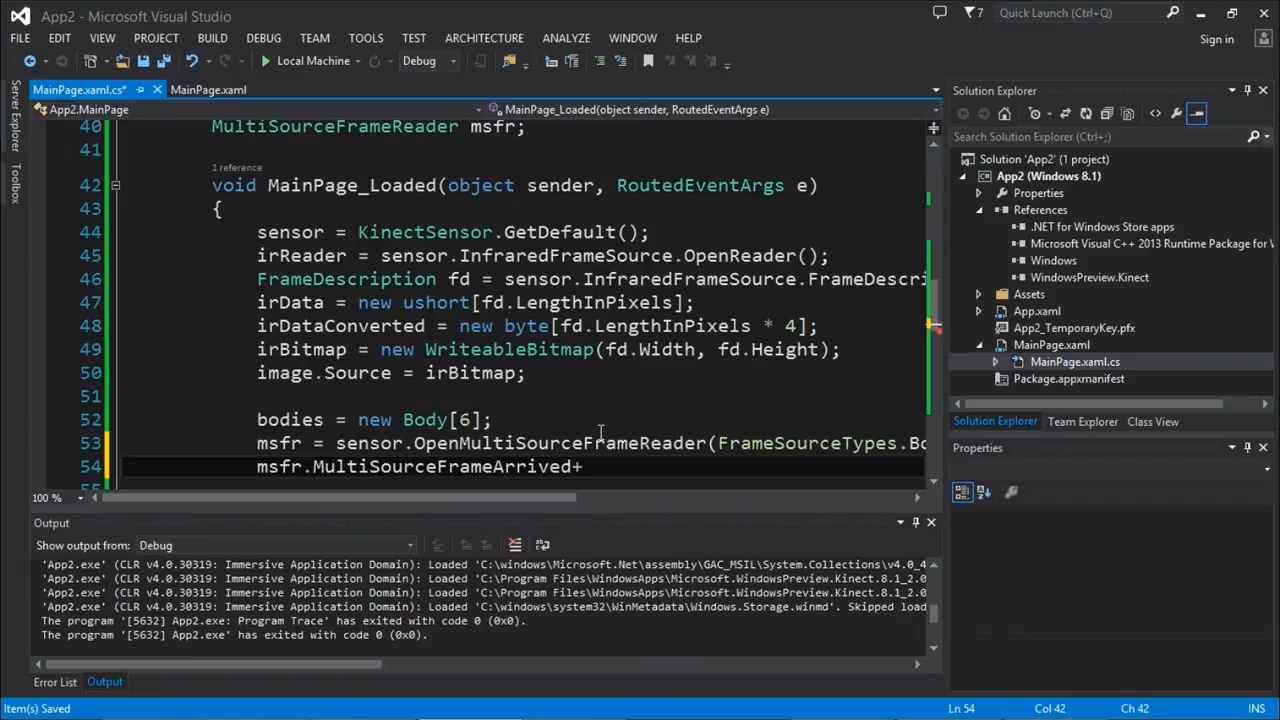 App2 - Microsoft Visual Studio
7
Quick Launch (Ctrl+Q)
FILE EDIT VIEW PROJECT BUILD DEBUG TEAM TOOLS TEST ARCHITECTURE ANALYZE WINDOW HELP
Sign in
Local Machine
Debug
Server Explorer
Toolbox
MainPage.xaml.cs*
MainPage.xaml
App2.MainPage
MainPage_Loaded(object sender, RoutedEventArgs e)
40 MultiSourceFrameReader msfr;
41
1 reference
42 void MainPage_Loaded(object sender, RoutedEventArgs e)
43 {
44 sensor = KinectSensor.GetDefault();
45 irReader = sensor.InfraredFrameSource.OpenReader();
46 FrameDescription fd = sensor.InfraredFrameSource.FrameDescri
47 irData = new ushort[fd.LengthInPixels];
48 irDataConverted = new byte[fd.LengthInPixels * 4];
49 irBitmap = new WriteableBitmap(fd.Width, fd.Height);
50 image.Source = irBitmap;
51
52 bodies = new Body[6];
53 msfr = sensor.OpenMultiSourceFrameReader(FrameSourceTypes.Bo
54 msfr.MultiSourceFrameArrived+
55
100 %
Output
Show output from: Debug
'App2.exe' (CLR v4.0.30319: Immersive Application Domain): Loaded 'C:\windows\Microsoft.Net\assembly\GAC_MSIL\System.Collections\v4.0_4
'App2.exe' (CLR v4.0.30319: Immersive Application Domain): Loaded 'C:\Program Files\WindowsApps\Microsoft.WindowsPreview.Kinect.8.1_2.0
'App2.exe' (CLR v4.0.30319: Immersive Application Domain): Loaded 'C:\Program Files\WindowsApps\Microsoft.WindowsPreview.Kinect.8.1_2.0
'App2.exe' (CLR v4.0.30319: Immersive Application Domain): Loaded 'C:\windows\system32\WinMetadata\Windows.Storage.winmd'. Skipped load
The program '[5632] App2.exe: Program Trace' has exited with code 0 (0x0).
The program '[5632] App2.exe' has exited with code 0 (0x0).
Error List
Output
Solution Explorer
Search Solution Explorer (Ctrl+;)
Solution 'App2' (1 project)
App2 (Windows 8.1)
Properties
References
.NET for Windows Store apps
Microsoft Visual C++ 2013 Runtime Package for W
Windows
WindowsPreview.Kinect
Assets
App.xaml
App2_TemporaryKey.pfx
MainPage.xaml
MainPage.xaml.cs
Package.appxmanifest
Solution Explorer
Team Explorer
Class View
Properties
Item(s) Saved
Ln 54
Col 42
Ch 42
INS